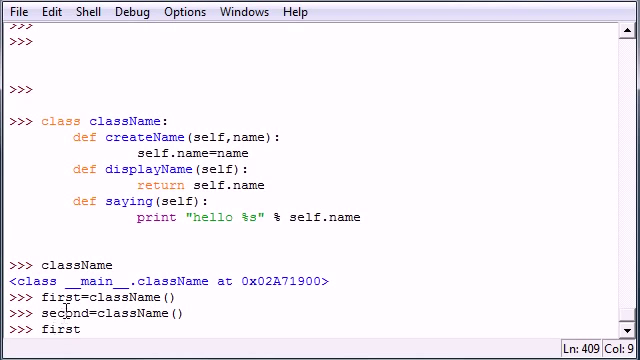 File Edit Shell Debug Options Windows Help
>>>
>>>
>>>
>>> class className:
def createName(self,name):
self.name=name
def displayName(self):
return self.name
def saying(self):
print "hello %s" % self.name
>>> className
<class __main__.className at 0x02A71900>
>>> first=className()
>>> second=className()
>>> first
Ln: 409 Col: 9